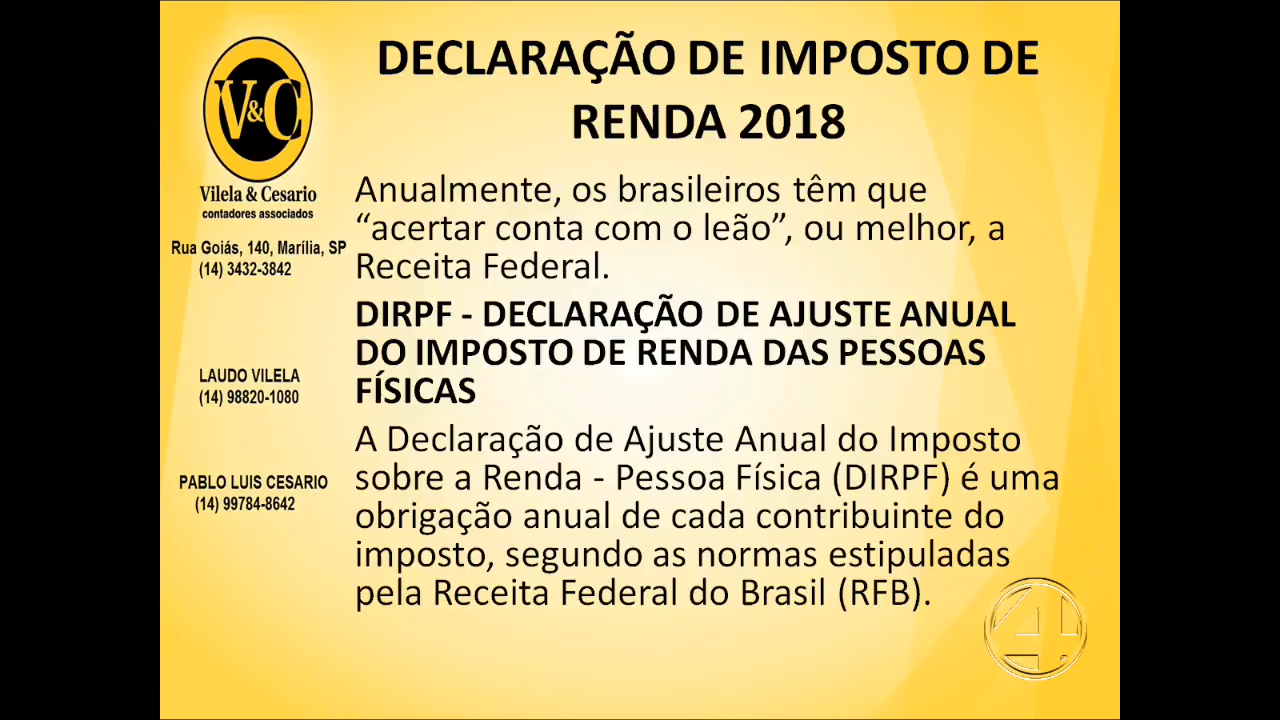 DECLARAÇÃO DE IMPOSTO DE
RENDA 2018
V&C
Vilela & Cesario
contadores associados
Rua Goiás, 140, Marília, SP
(14) 3432-3842
LAUDO VILELA
(14) 98820-1080
PABLO LUIS CESARIO
(14) 99784-8642
Anualmente, os brasileiros têm que
“acertar conta com o leão”, ou melhor, a
Receita Federal.
DIRPF - DECLARAÇÃO DE AJUSTE ANUAL
DO IMPOSTO DE RENDA DAS PESSOAS
FÍSICAS
A Declaração de Ajuste Anual do Imposto
sobre a Renda - Pessoa Física (DIRPF) é uma
obrigação anual de cada contribuinte do
imposto, segundo as normas estipuladas
pela Receita Federal do Brasil (RFB).
4.